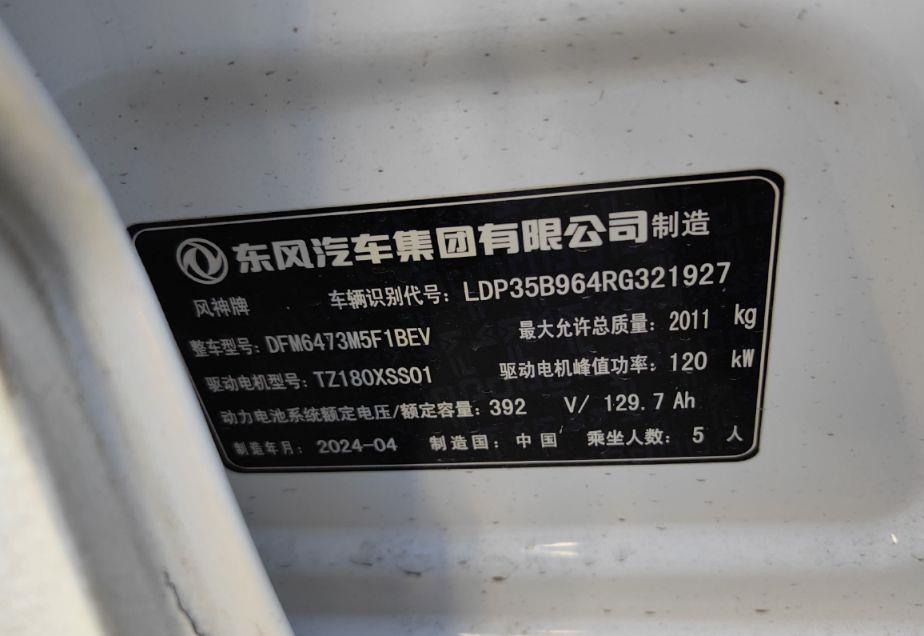 东风汽车集团有限公司制造
风神牌 车辆识别代号：LDP35B964RG321927
整车型号：DFM6473M5F1BEV 最大允许总质量：2011 kg
驱动电机型号：TZ180XSS01 驱动电机峰值功率：120 kW
动力电池系统额定电压/额定容量：392 V/ 129.7 Ah
制造年月：2024-04 制造国：中国 乘坐人数：5 人